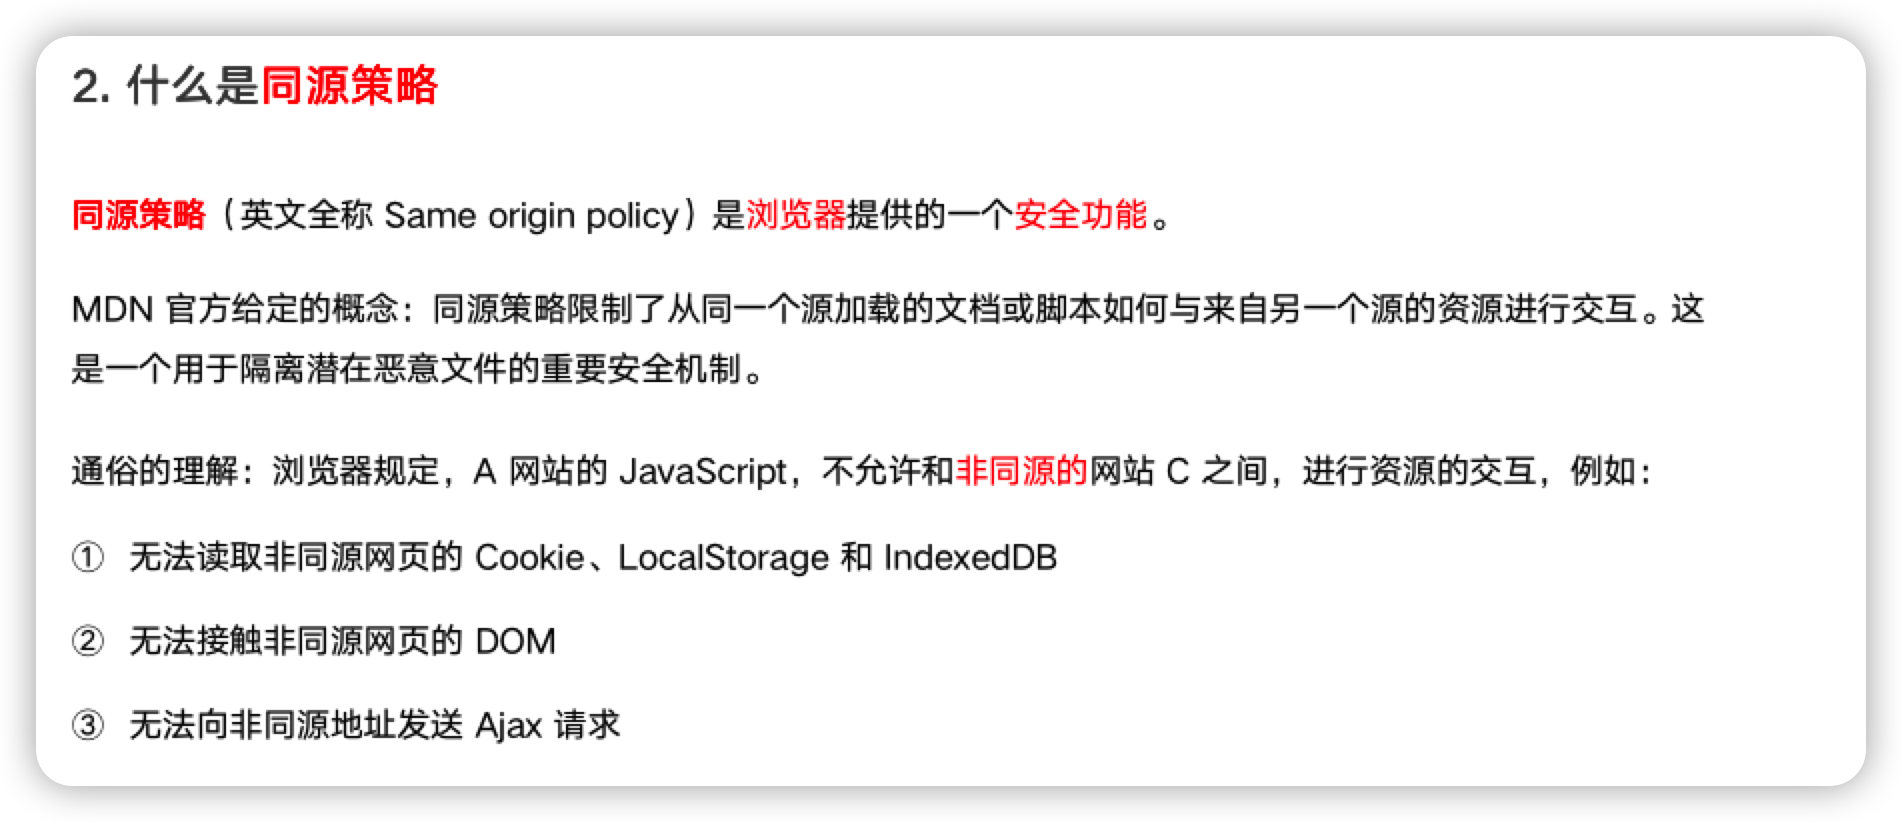 2. 什么是同源策略
同源策略（英文全称 Same origin policy）是浏览器提供的一个安全功能。
MDN 官方给定的概念：同源策略限制了从同一个源加载的文档或脚本如何与来自另一个源的资源进行交互。这
是一个用于隔离潜在恶意文件的重要安全机制。
通俗的理解：浏览器规定，A 网站的 JavaScript，不允许和非同源的网站 C 之间，进行资源的交互，例如：
① 无法读取非同源网页的 Cookie、LocalStorage 和 IndexedDB
② 无法接触非同源网页的 DOM
③ 无法向非同源地址发送 Ajax 请求